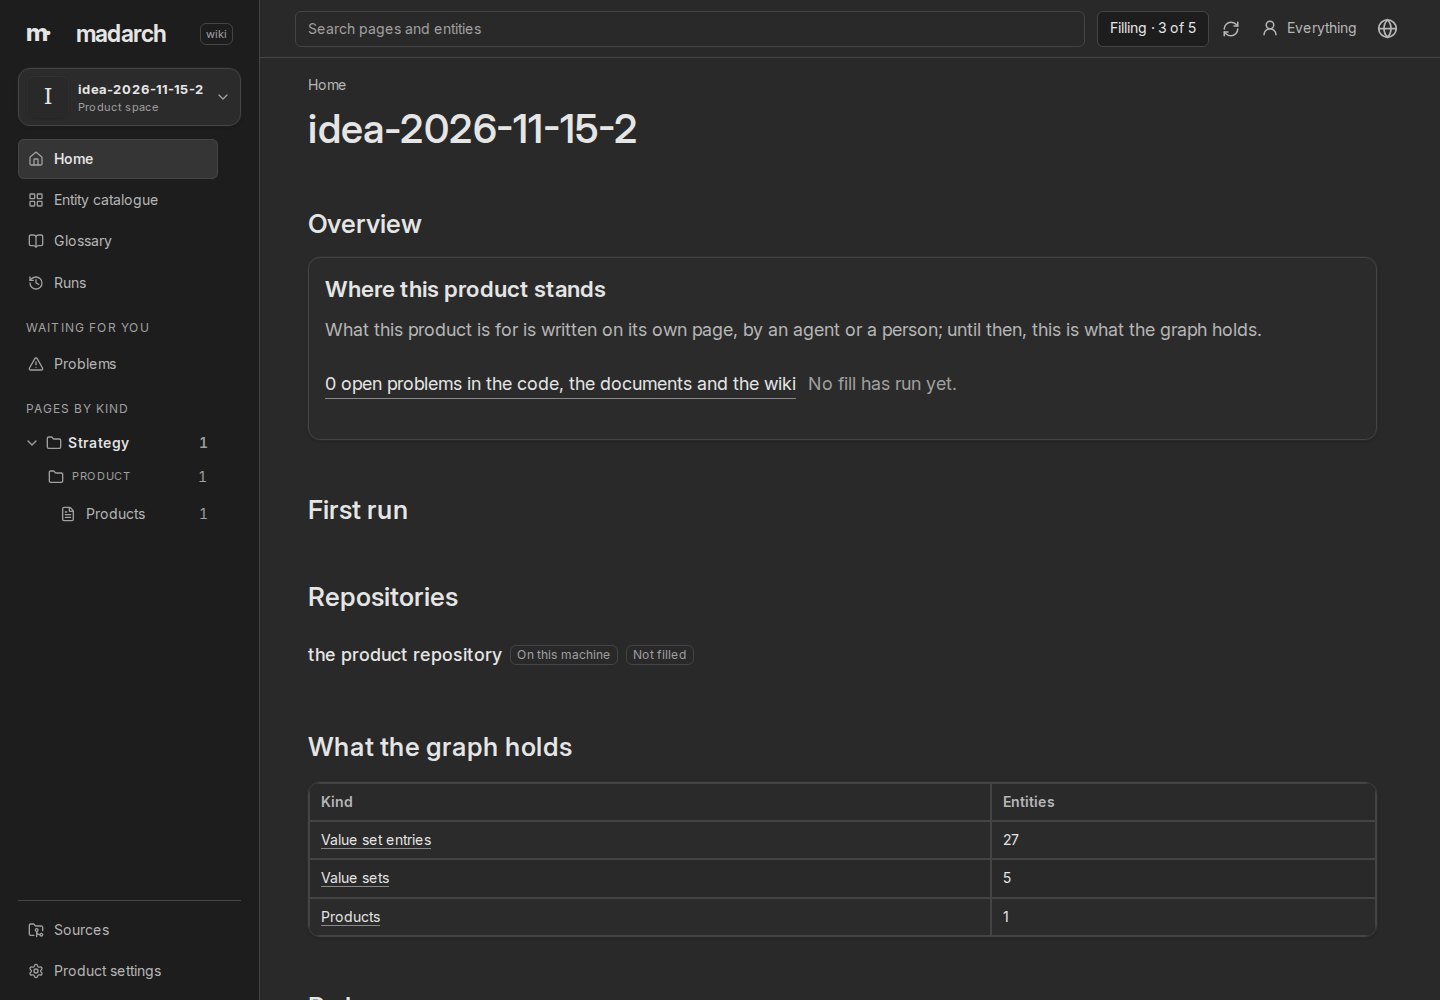 m· madarch wiki
Search pages and entities
Filling · 3 of 5
Everything
I
idea-2026-11-15-2
Product space
Home
Entity catalogue
Glossary
Runs
WAITING FOR YOU
Problems
PAGES BY KIND
Strategy 1
PRODUCT 1
Products 1
Sources
Product settings
Home
idea-2026-11-15-2
Overview
Where this product stands
What this product is for is written on its own page, by an agent or a person; until then, this is what the graph holds.
0 open problems in the code, the documents and the wiki No fill has run yet.
First run
Repositories
the product repository On this machine Not filled
What the graph holds
Kind Entities
Value set entries 27
Value sets 5
Products 1